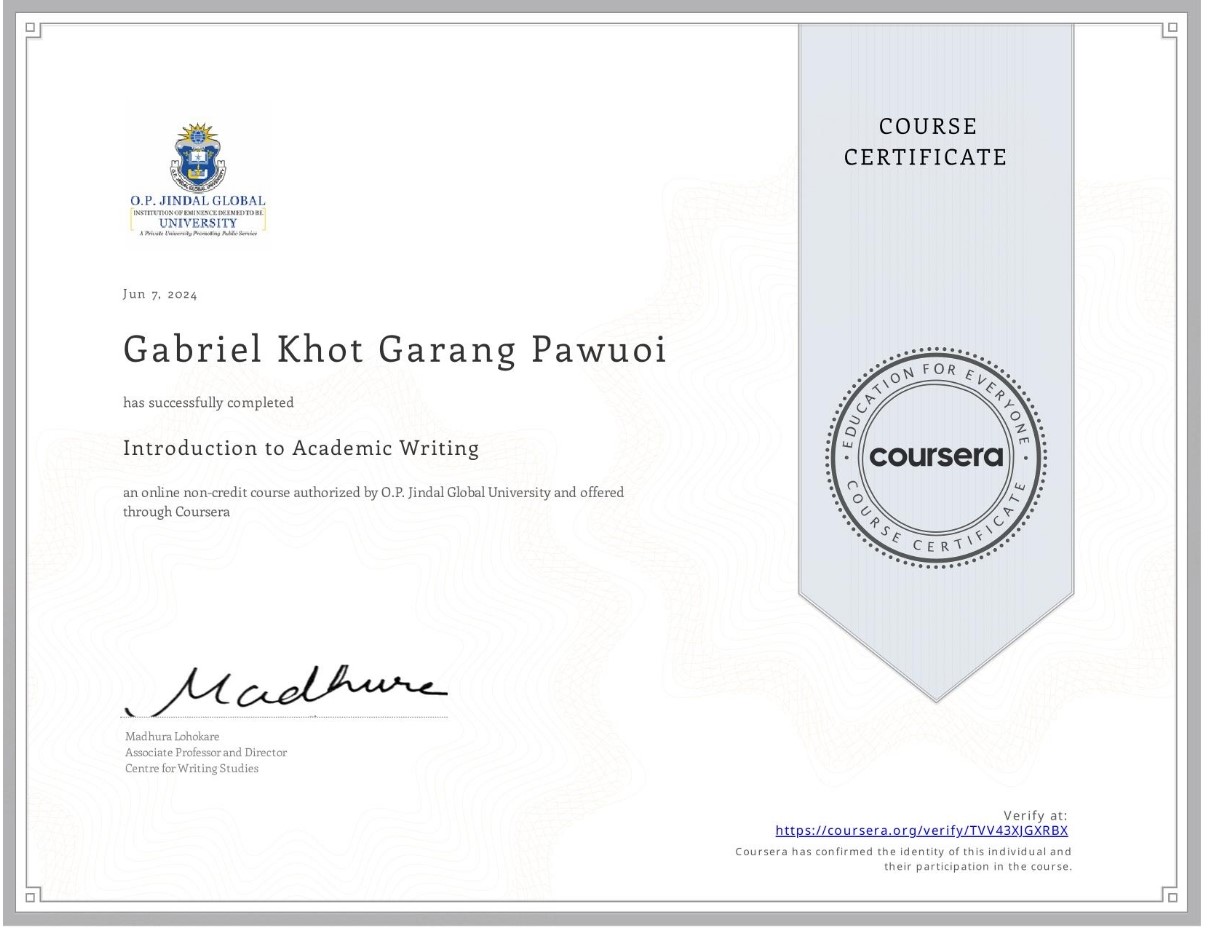 COURSE
CERTIFICATE
O.P. JINDAL GLOBAL
INSTITUTION OF EMINENCE DEEMED TO BE
UNIVERSITY
A Private University Promoting Public Service
Jun 7, 2024
Gabriel Khot Garang Pawuoi
has successfully completed
Introduction to Academic Writing
an online non-credit course authorized by O.P. Jindal Global University and offered
through Coursera
EDUCATION FOR EVERYONE
coursera
COURSE CERTIFICATE
Madhura
Madhura Lohokare
Associate Professor and Director
Centre for Writing Studies
Verify at:
https://coursera.org/verify/TVV43XJGXRBX
Coursera has confirmed the identity of this individual and
their participation in the course.